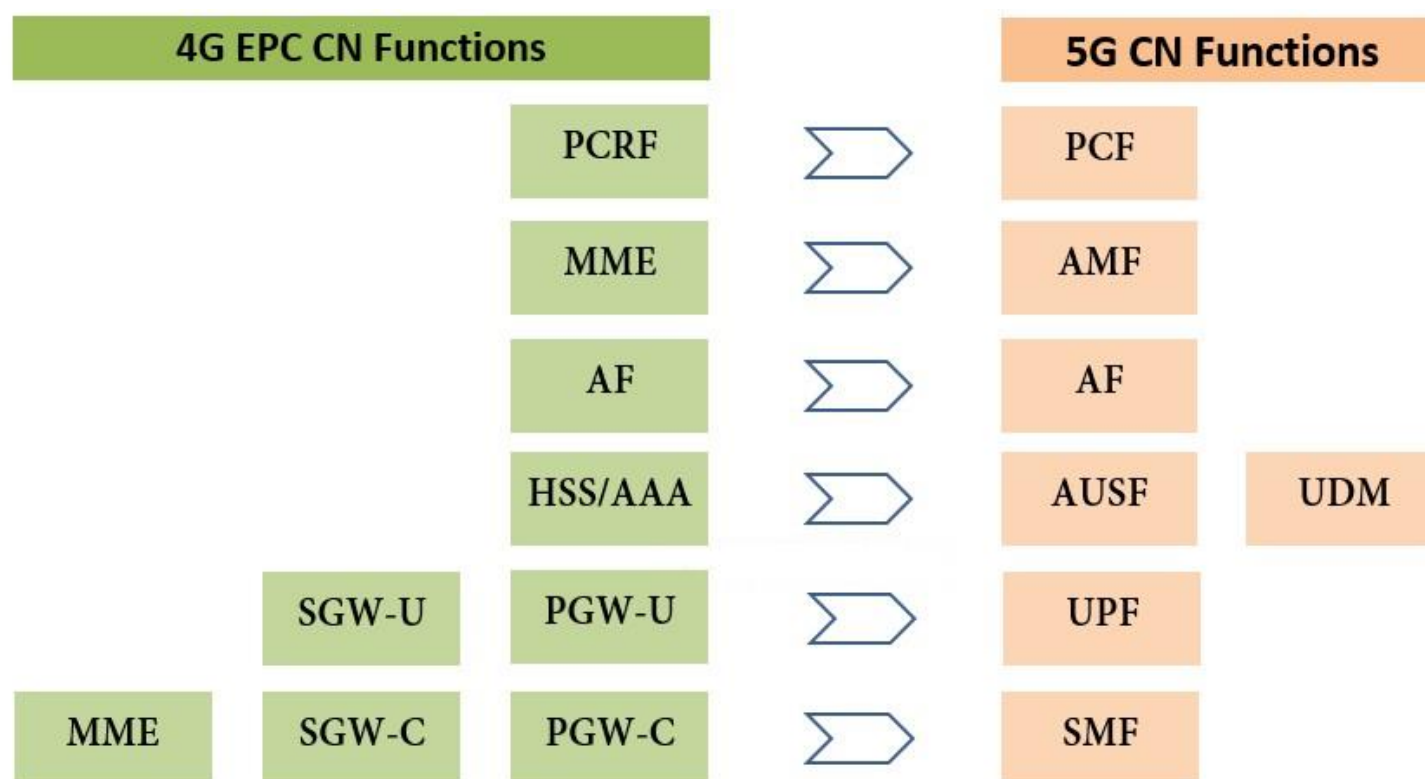 4G EPC CN Functions 5G CN Functions
PCRF PCF
MME AMF
AF AF
HSS/AAA AUSF UDM
SGW-U PGW-U UPF
MME SGW-C PGW-C SMF